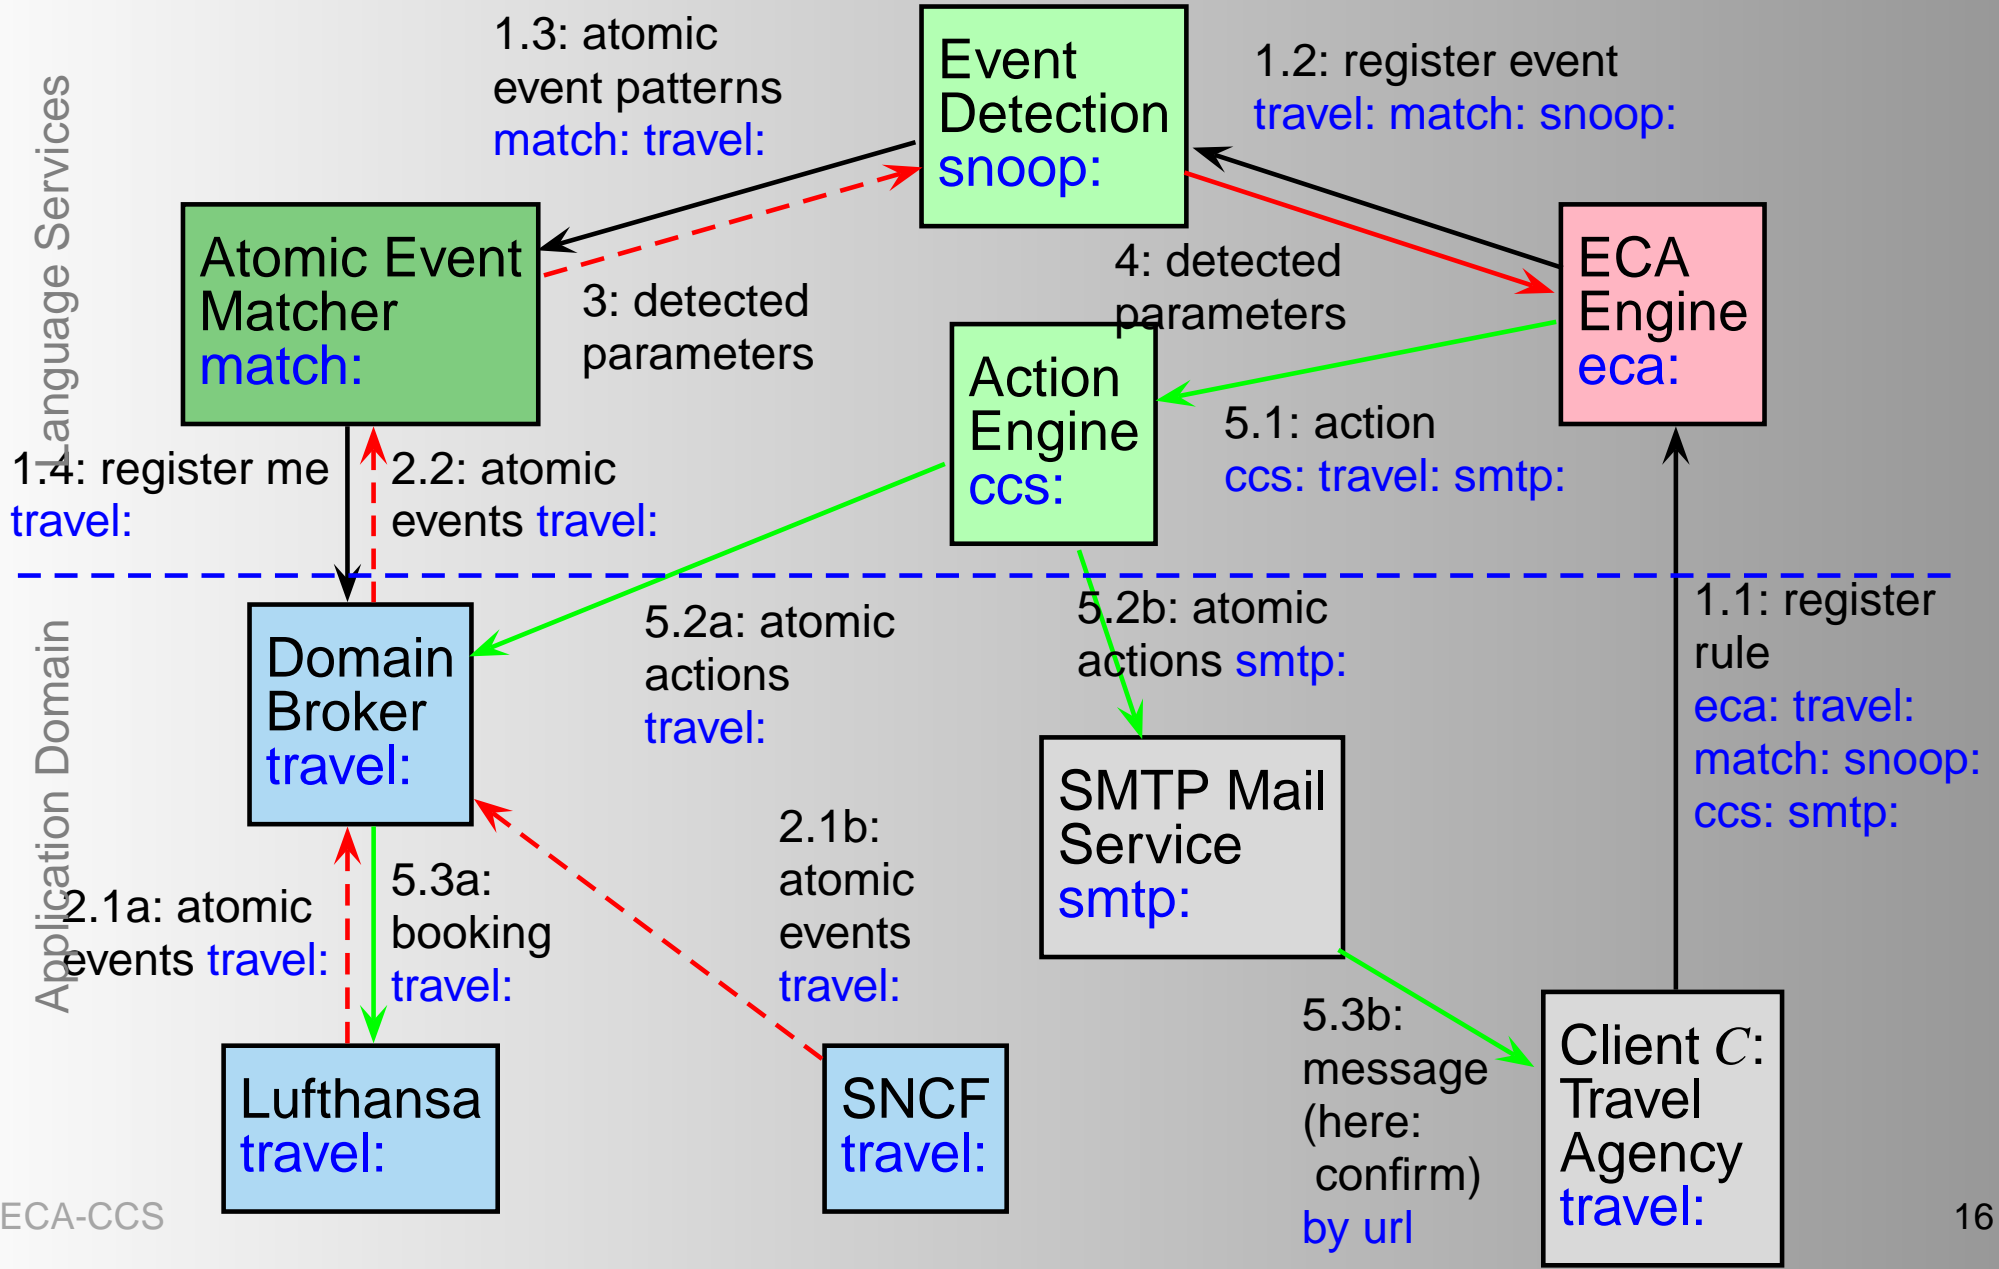 1.3: atomic
event patterns
match: travel:
Event
Detection
snoop:
1.2: register event
travel: match: snoop:
Language Services
Atomic Event
Matcher
match:
3: detected
parameters
4: detected
parameters
ECA
Engine
eca:
Action
Engine
ccs:
5.1: action
ccs: travel: smtp:
1.4: register me
travel:
2.2: atomic
events travel:
Application Domain
Domain
Broker
travel:
5.2a: atomic
actions
travel:
5.2b: atomic
actions smtp:
1.1: register
rule
eca: travel:
match: snoop:
ccs: smtp:
SMTP Mail
Service
smtp:
2.1a: atomic
events travel:
5.3a:
booking
travel:
2.1b:
atomic
events
travel:
5.3b:
message
(here:
confirm)
by url
Lufthansa
travel:
SNCF
travel:
Client C:
Travel
Agency
travel:
ECA-CCS
16